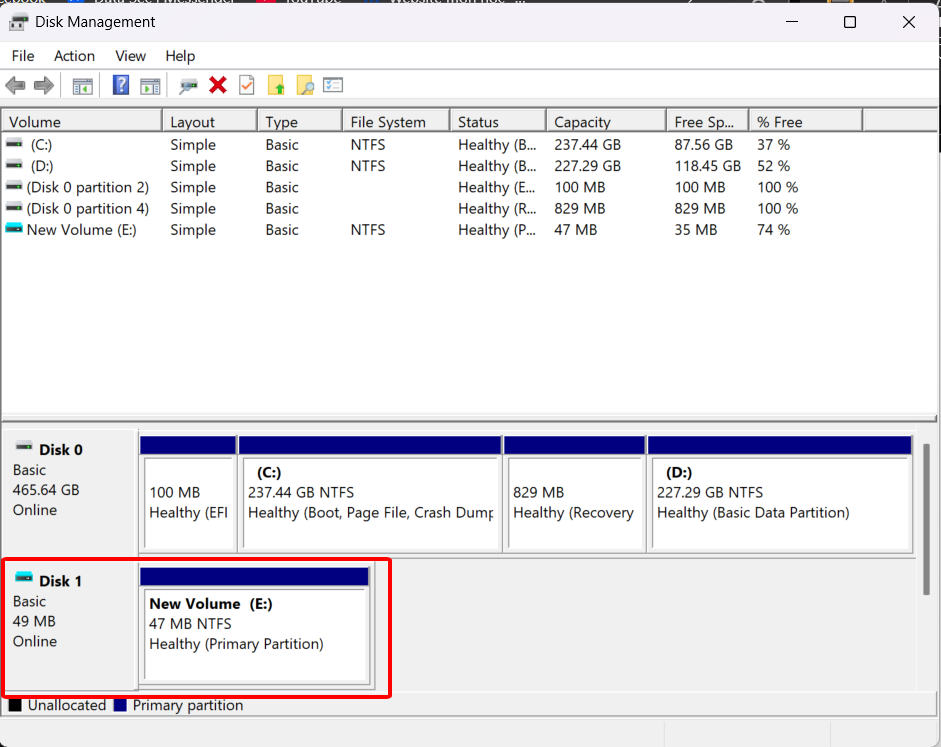 Disk Management
File Action View Help
Volume Layout Type File System Status Capacity Free Sp... % Free
(C:) Simple Basic NTFS Healthy (B... 237.44 GB 87.56 GB 37 %
(D:) Simple Basic NTFS Healthy (B... 227.29 GB 118.45 GB 52 %
(Disk 0 partition 2) Simple Basic Healthy (E... 100 MB 100 MB 100 %
(Disk 0 partition 4) Simple Basic Healthy (R... 829 MB 829 MB 100 %
New Volume (E:) Simple Basic NTFS Healthy (P... 47 MB 35 MB 74 %
Disk 0
Basic
465.64 GB
Online
100 MB
Healthy (EFI
(C:)
237.44 GB NTFS
Healthy (Boot, Page File, Crash Dump
829 MB
Healthy (Recovery
(D:)
227.29 GB NTFS
Healthy (Basic Data Partition)
Disk 1
Basic
49 MB
Online
New Volume (E:)
47 MB NTFS
Healthy (Primary Partition)
Unallocated Primary partition